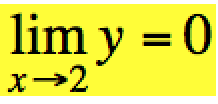 lim y = 0
x→2